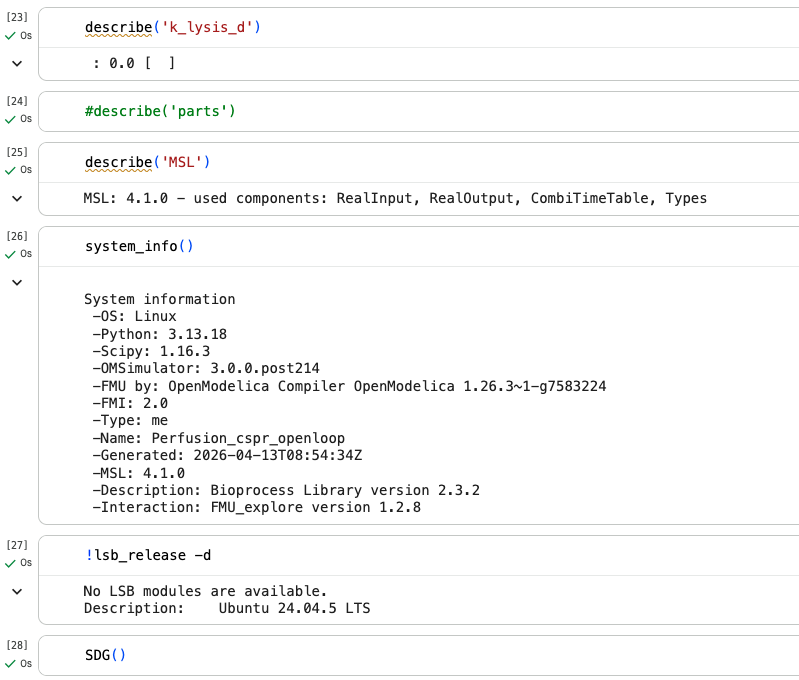 [23]
describe('k_lysis_d')
0s
: 0.0 [  ]
[24]
#describe('parts')
0s
[25]
describe('MSL')
0s
MSL: 4.1.0 - used components: RealInput, RealOutput, CombiTimeTable, Types
[26]
system_info()
0s
System information
-OS: Linux
-Python: 3.13.18
-Scipy: 1.16.3
-OMSimulator: 3.0.0.post214
-FMU by: OpenModelica Compiler OpenModelica 1.26.3~1-g7583224
-FMI: 2.0
-Type: me
-Name: Perfusion_cspr_openloop
-Generated: 2026-04-13T08:54:34Z
-MSL: 4.1.0
-Description: Bioprocess Library version 2.3.2
-Interaction: FMU_explore version 1.2.8
[27]
!lsb_release -d
0s
No LSB modules are available.
Description:    Ubuntu 24.04.5 LTS
[28]
SDG()
0s